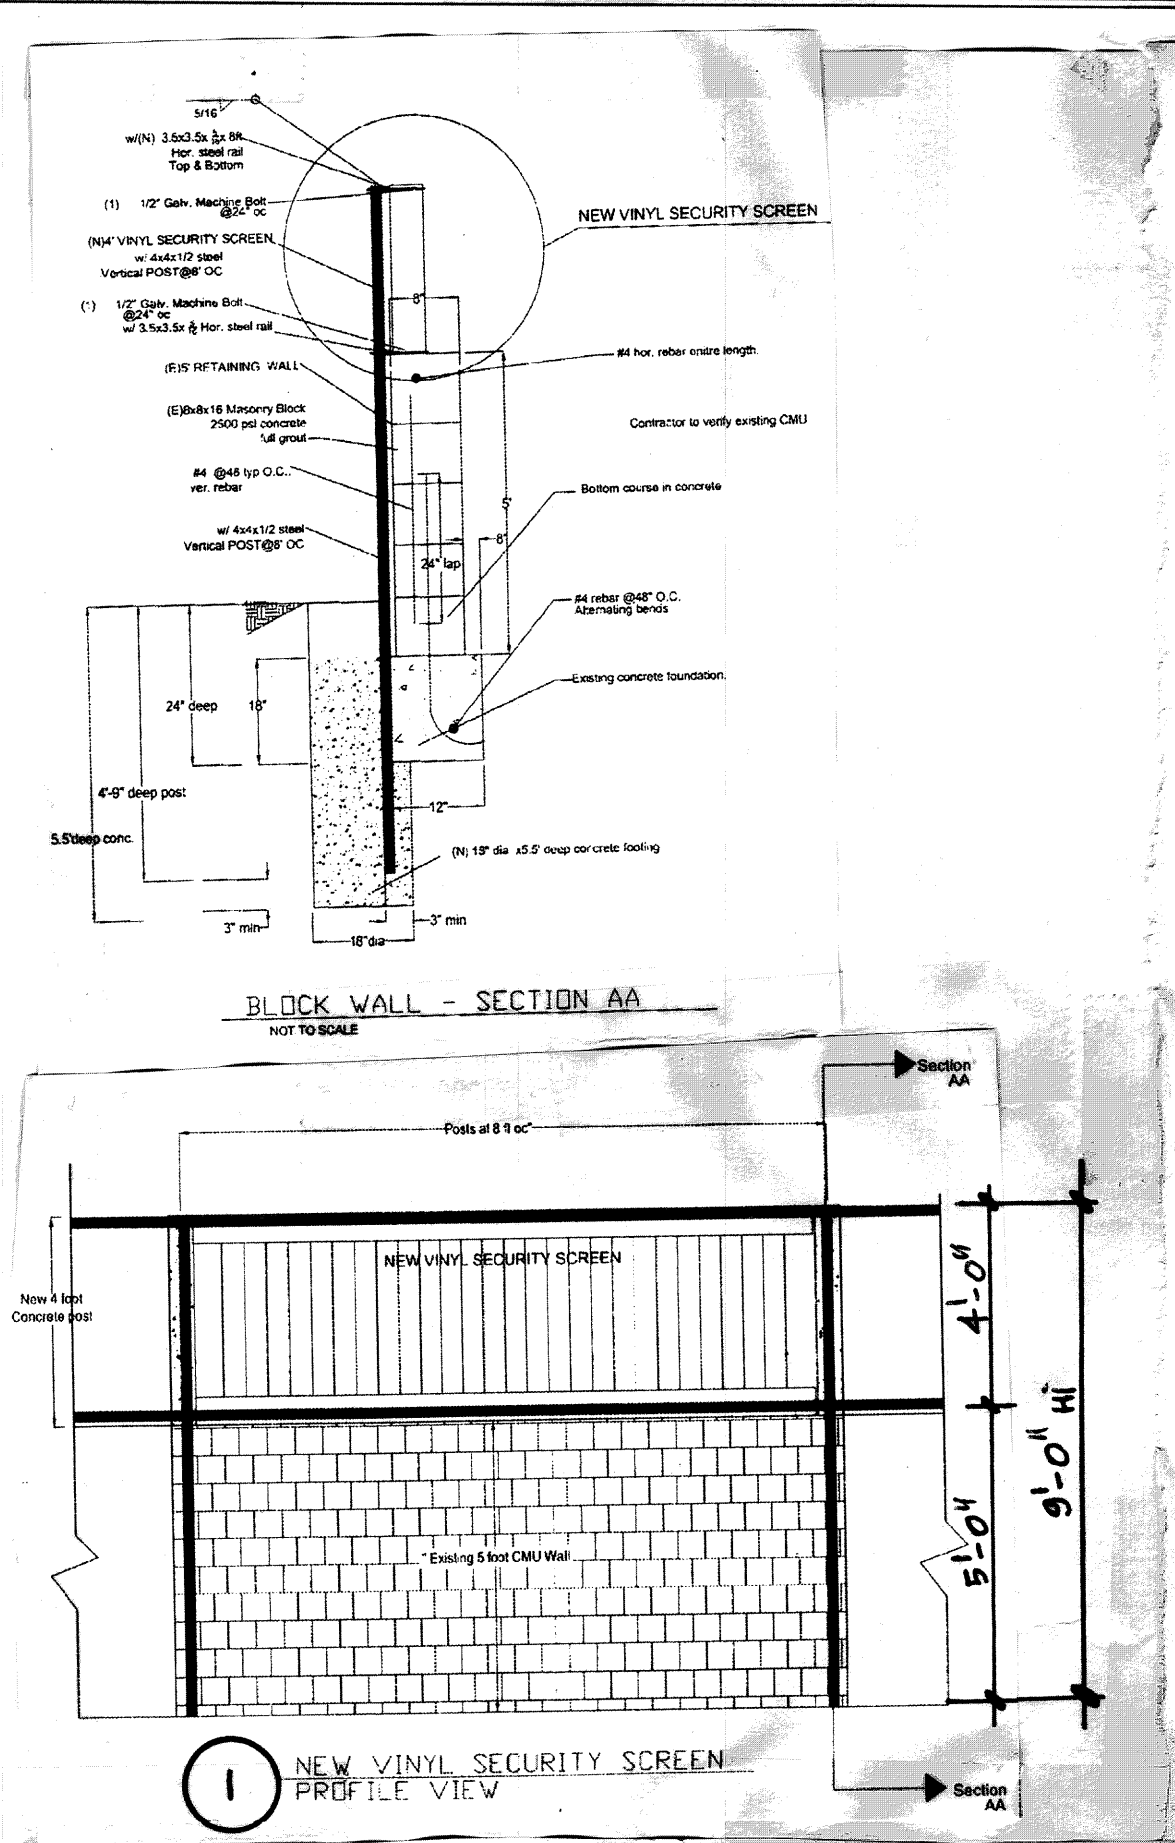 5/16
w/(N) 3.5x3.5x x 8ft
Hor. steel rail
Top & Bottom
(1) 1/2" Galv. Machine Bolt
@24" oc
(N)4' VINYL SECURITY SCREEN
w/ 4x4x1/2 steel
Vertical POST@8' OC
(1) 1/2" Galv. Machine Bolt
@24" oc
w/ 3.5x3.5x Hor. steel rail
(E)5' RETAINING WALL
(E)8x8x16 Masonry Block
2500 psi concrete
full grout
#4 @48 typ O.C..
ver. rebar
w/ 4x4x1/2 steel
Vertical POST@8' OC
NEW VINYL SECURITY SCREEN
8"
#4 hor. rebar entire length.
Contractor to verify existing CMU
Bottom course in concrete
5'
8"
24" lap
#4 rebar @48" O.C.
Alternating bends
Existing concrete foundation.
24" deep
18"
4'-9" deep post
5.5'deep conc.
12"
(N) 18" dia x5.5' deep concrete footing
3" min
3" min
18"dia
BLOCK WALL - SECTION AA
NOT TO SCALE
Section
AA
Posts at 8 ft oc"
NEW VINYL SECURITY SCREEN
New 4 foot
Concrete post
4'-0"
9'-0" HI
5'-0"
Existing 5 foot CMU Wall
1
NEW VINYL SECURITY SCREEN
PROFILE VIEW
Section
AA